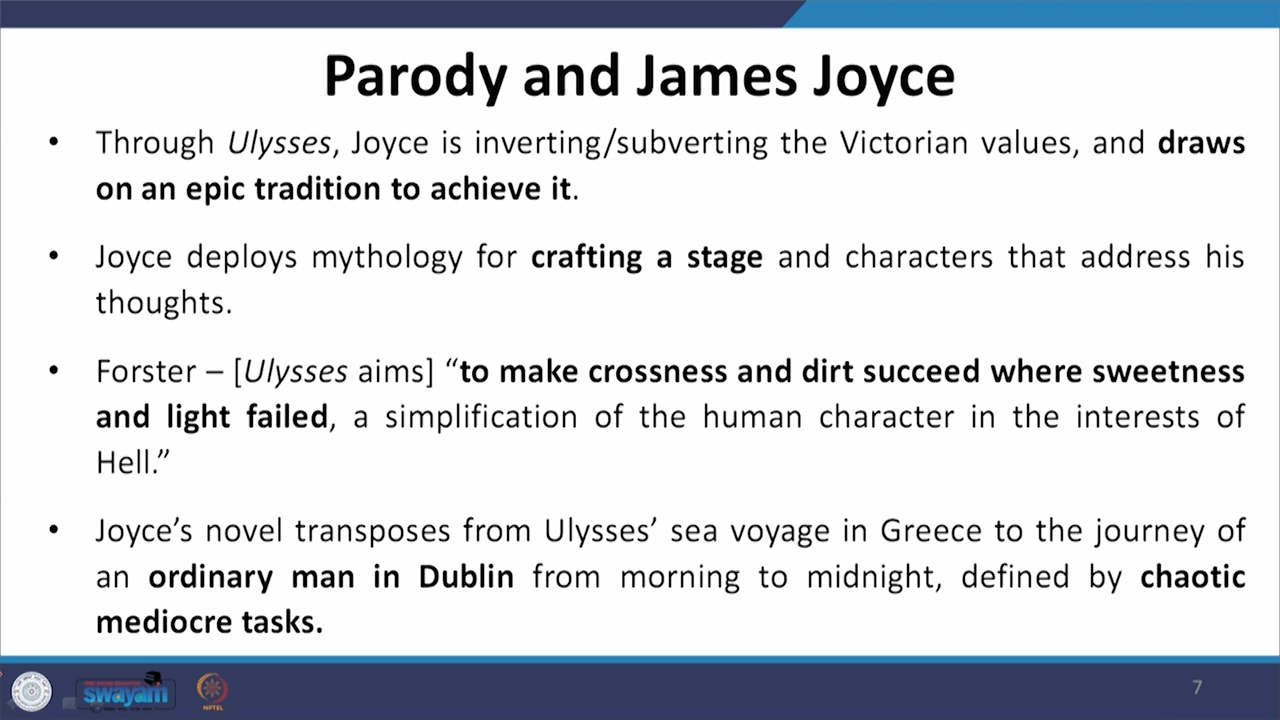 Parody and James Joyce
• Through Ulysses, Joyce is inverting/subverting the Victorian values, and draws
on an epic tradition to achieve it.
• Joyce deploys mythology for crafting a stage and characters that address his
thoughts.
• Forster – [Ulysses aims] “to make crossness and dirt succeed where sweetness
and light failed, a simplification of the human character in the interests of
Hell.”
• Joyce’s novel transposes from Ulysses’ sea voyage in Greece to the journey of
an ordinary man in Dublin from morning to midnight, defined by chaotic
mediocre tasks.
swayam
NPTEL
7